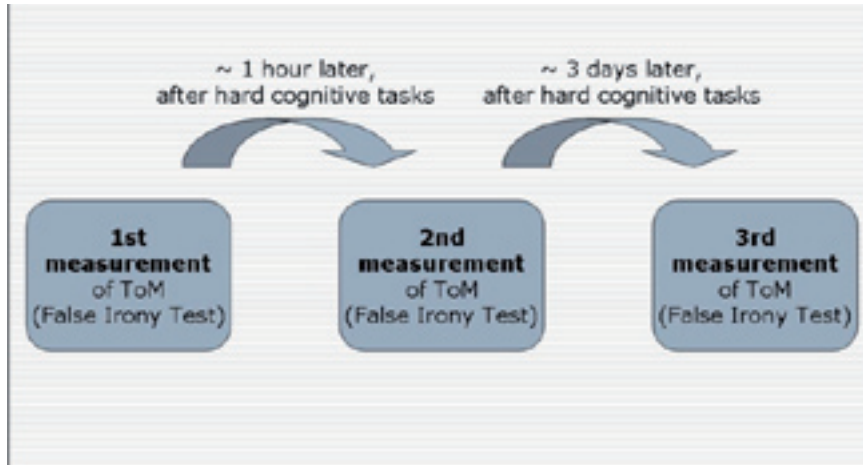 ~ 1 hour later,
after hard cognitive tasks
~ 3 days later,
after hard cognitive tasks
1st
measurement
of ToM
(False Irony Test)
2nd
measurement
of ToM
(False Irony Test)
3rd
measurement
of ToM
(False Irony Test)